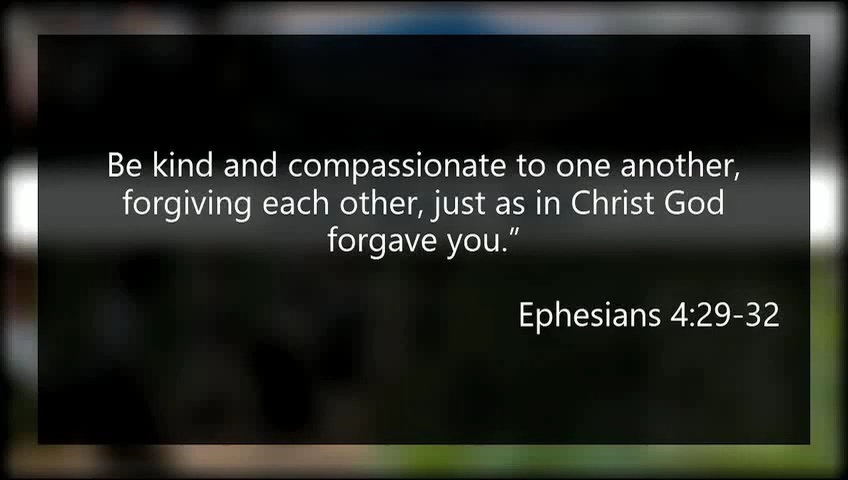 Be kind and compassionate to one another,
forgiving each other, just as in Christ God
forgave you.”
Ephesians 4:29-32